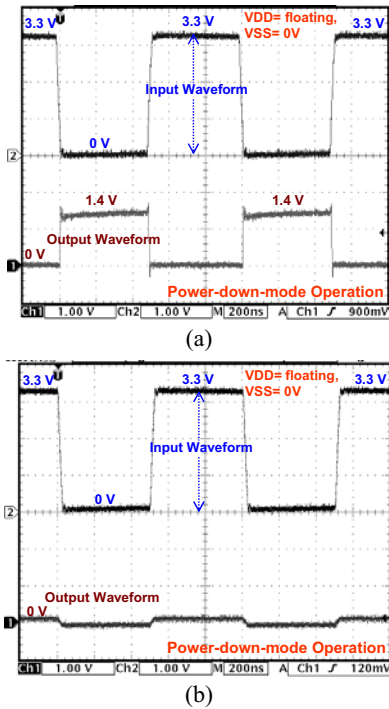 3.3 V 3.3 V VDD= floating, VSS= 0V 3.3 V
Input Waveform
0 V
2
1.4 V 1.4 V
Output Waveform
0 V
1
Power-down-mode Operation
Ch1 1.00 V Ch2 1.00 V M 200ns A Ch1 ƒ 900mV
(a)
3.3 V 3.3 V VDD= floating, VSS= 0V 3.3 V
Input Waveform
0 V
2
Output Waveform
0 V
1
Power-down-mode Operation
Ch1 1.00 V Ch2 1.00 V M 200ns A Ch1 ƒ 120mV
(b)